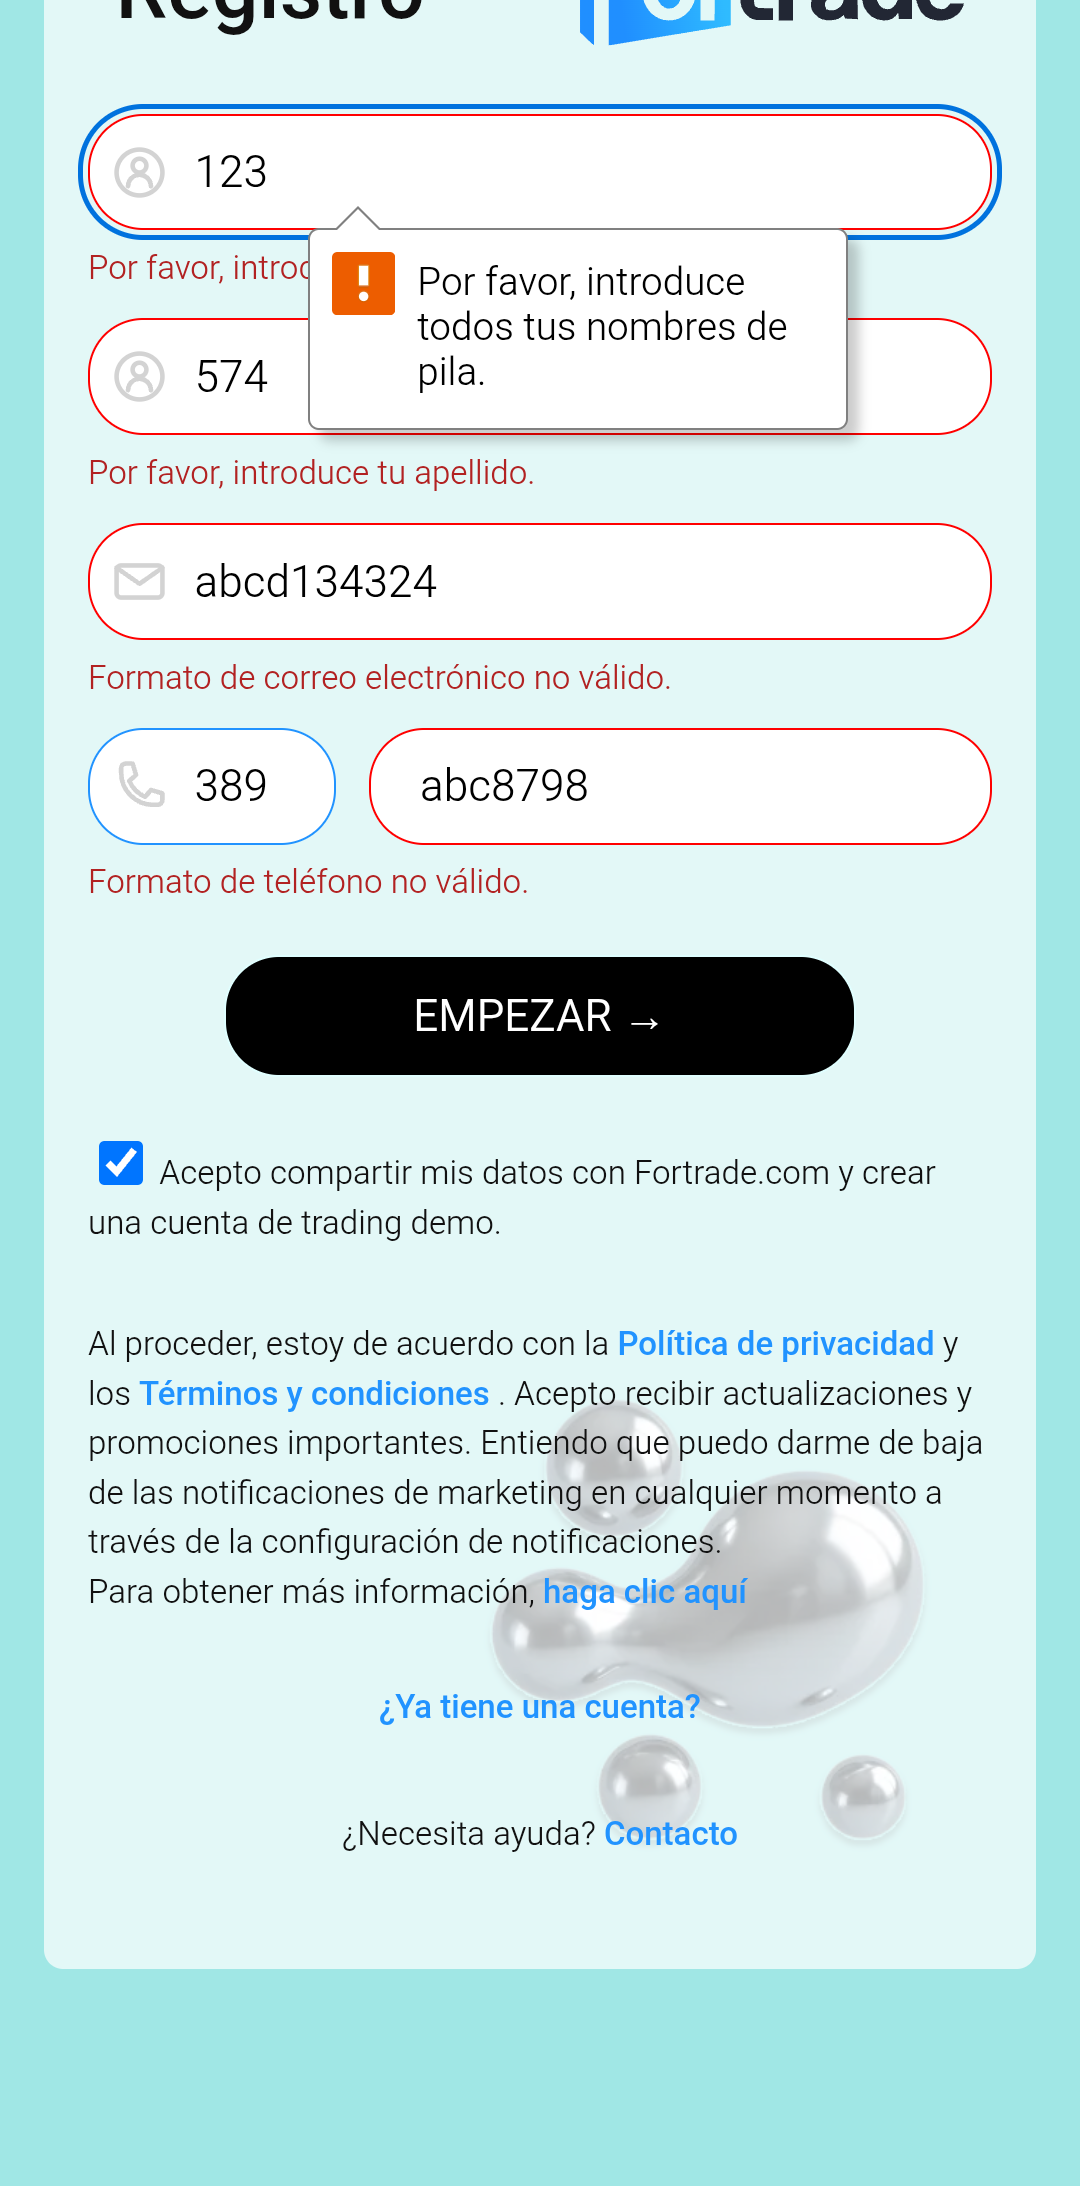 Registro
Fortrade
123
Por favor, introd
Por favor, introduce
todos tus nombres de
pila.
574
Por favor, introduce tu apellido.
abcd134324
Formato de correo electrónico no válido.
389
abc8798
Formato de teléfono no válido.
EMPEZAR →
Acepto compartir mis datos con Fortrade.com y crear
una cuenta de trading demo.
Al proceder, estoy de acuerdo con la Política de privacidad y
los Términos y condiciones . Acepto recibir actualizaciones y
promociones importantes. Entiendo que puedo darme de baja
de las notificaciones de marketing en cualquier momento a
través de la configuración de notificaciones.
Para obtener más información, haga clic aquí
¿Ya tiene una cuenta?
¿Necesita ayuda? Contacto